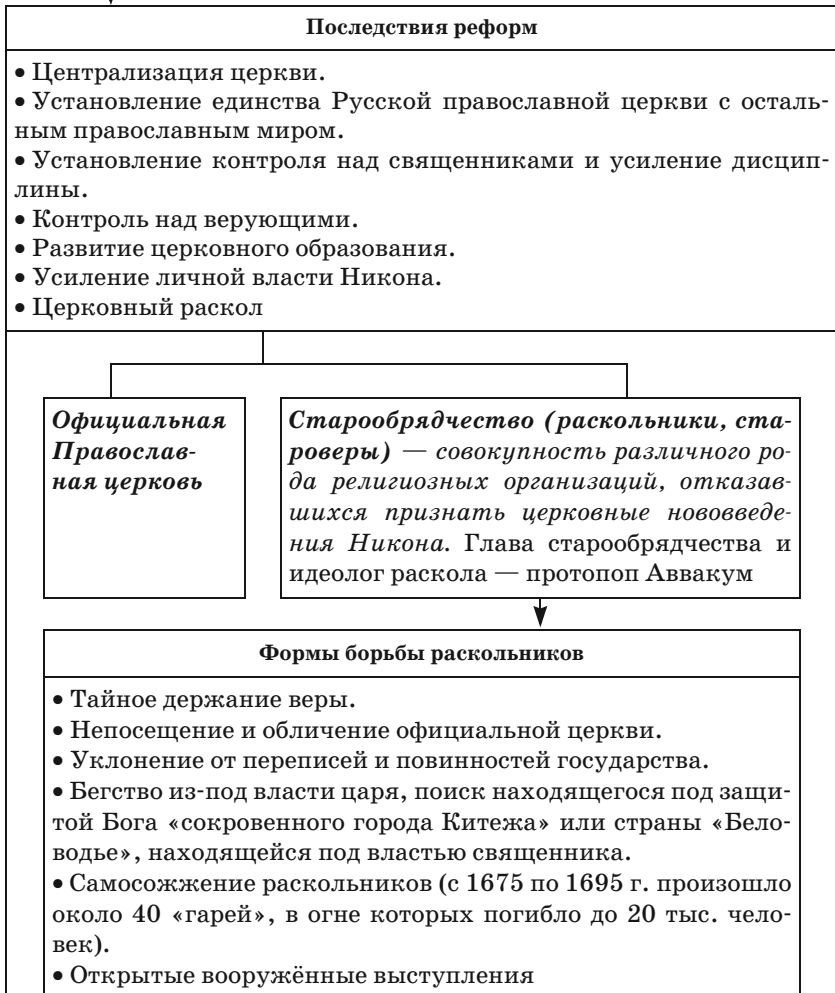 Последствия реформ
• Централизация церкви.
• Установление единства Русской православной церкви с осталь-
ным православным миром.
• Установление контроля над священниками и усиление дисцип-
лины.
• Контроль над верующими.
• Развитие церковного образования.
• Усиление личной власти Никона.
• Церковный раскол
Официальная
Православ-
ная церковь
Старообрядчество (раскольники, ста-
роверы) — совокупность различного ро-
да религиозных организаций, отказав-
шихся признать церковные нововведе-
ния Никона. Глава старообрядчества и
идеолог раскола — протопоп Аввакум
Формы борьбы раскольников
• Тайное держание веры.
• Непосещение и обличение официальной церкви.
• Уклонение от переписей и повинностей государства.
• Бегство из-под власти царя, поиск находящегося под защи-
той Бога «сокровенного города Китежа» или страны «Бело-
водье», находящейся под властью священника.
• Самосожжение раскольников (с 1675 по 1695 г. произошло
около 40 «гарей», в огне которых погибло до 20 тыс. чело-
век).
• Открытые вооружённые выступления